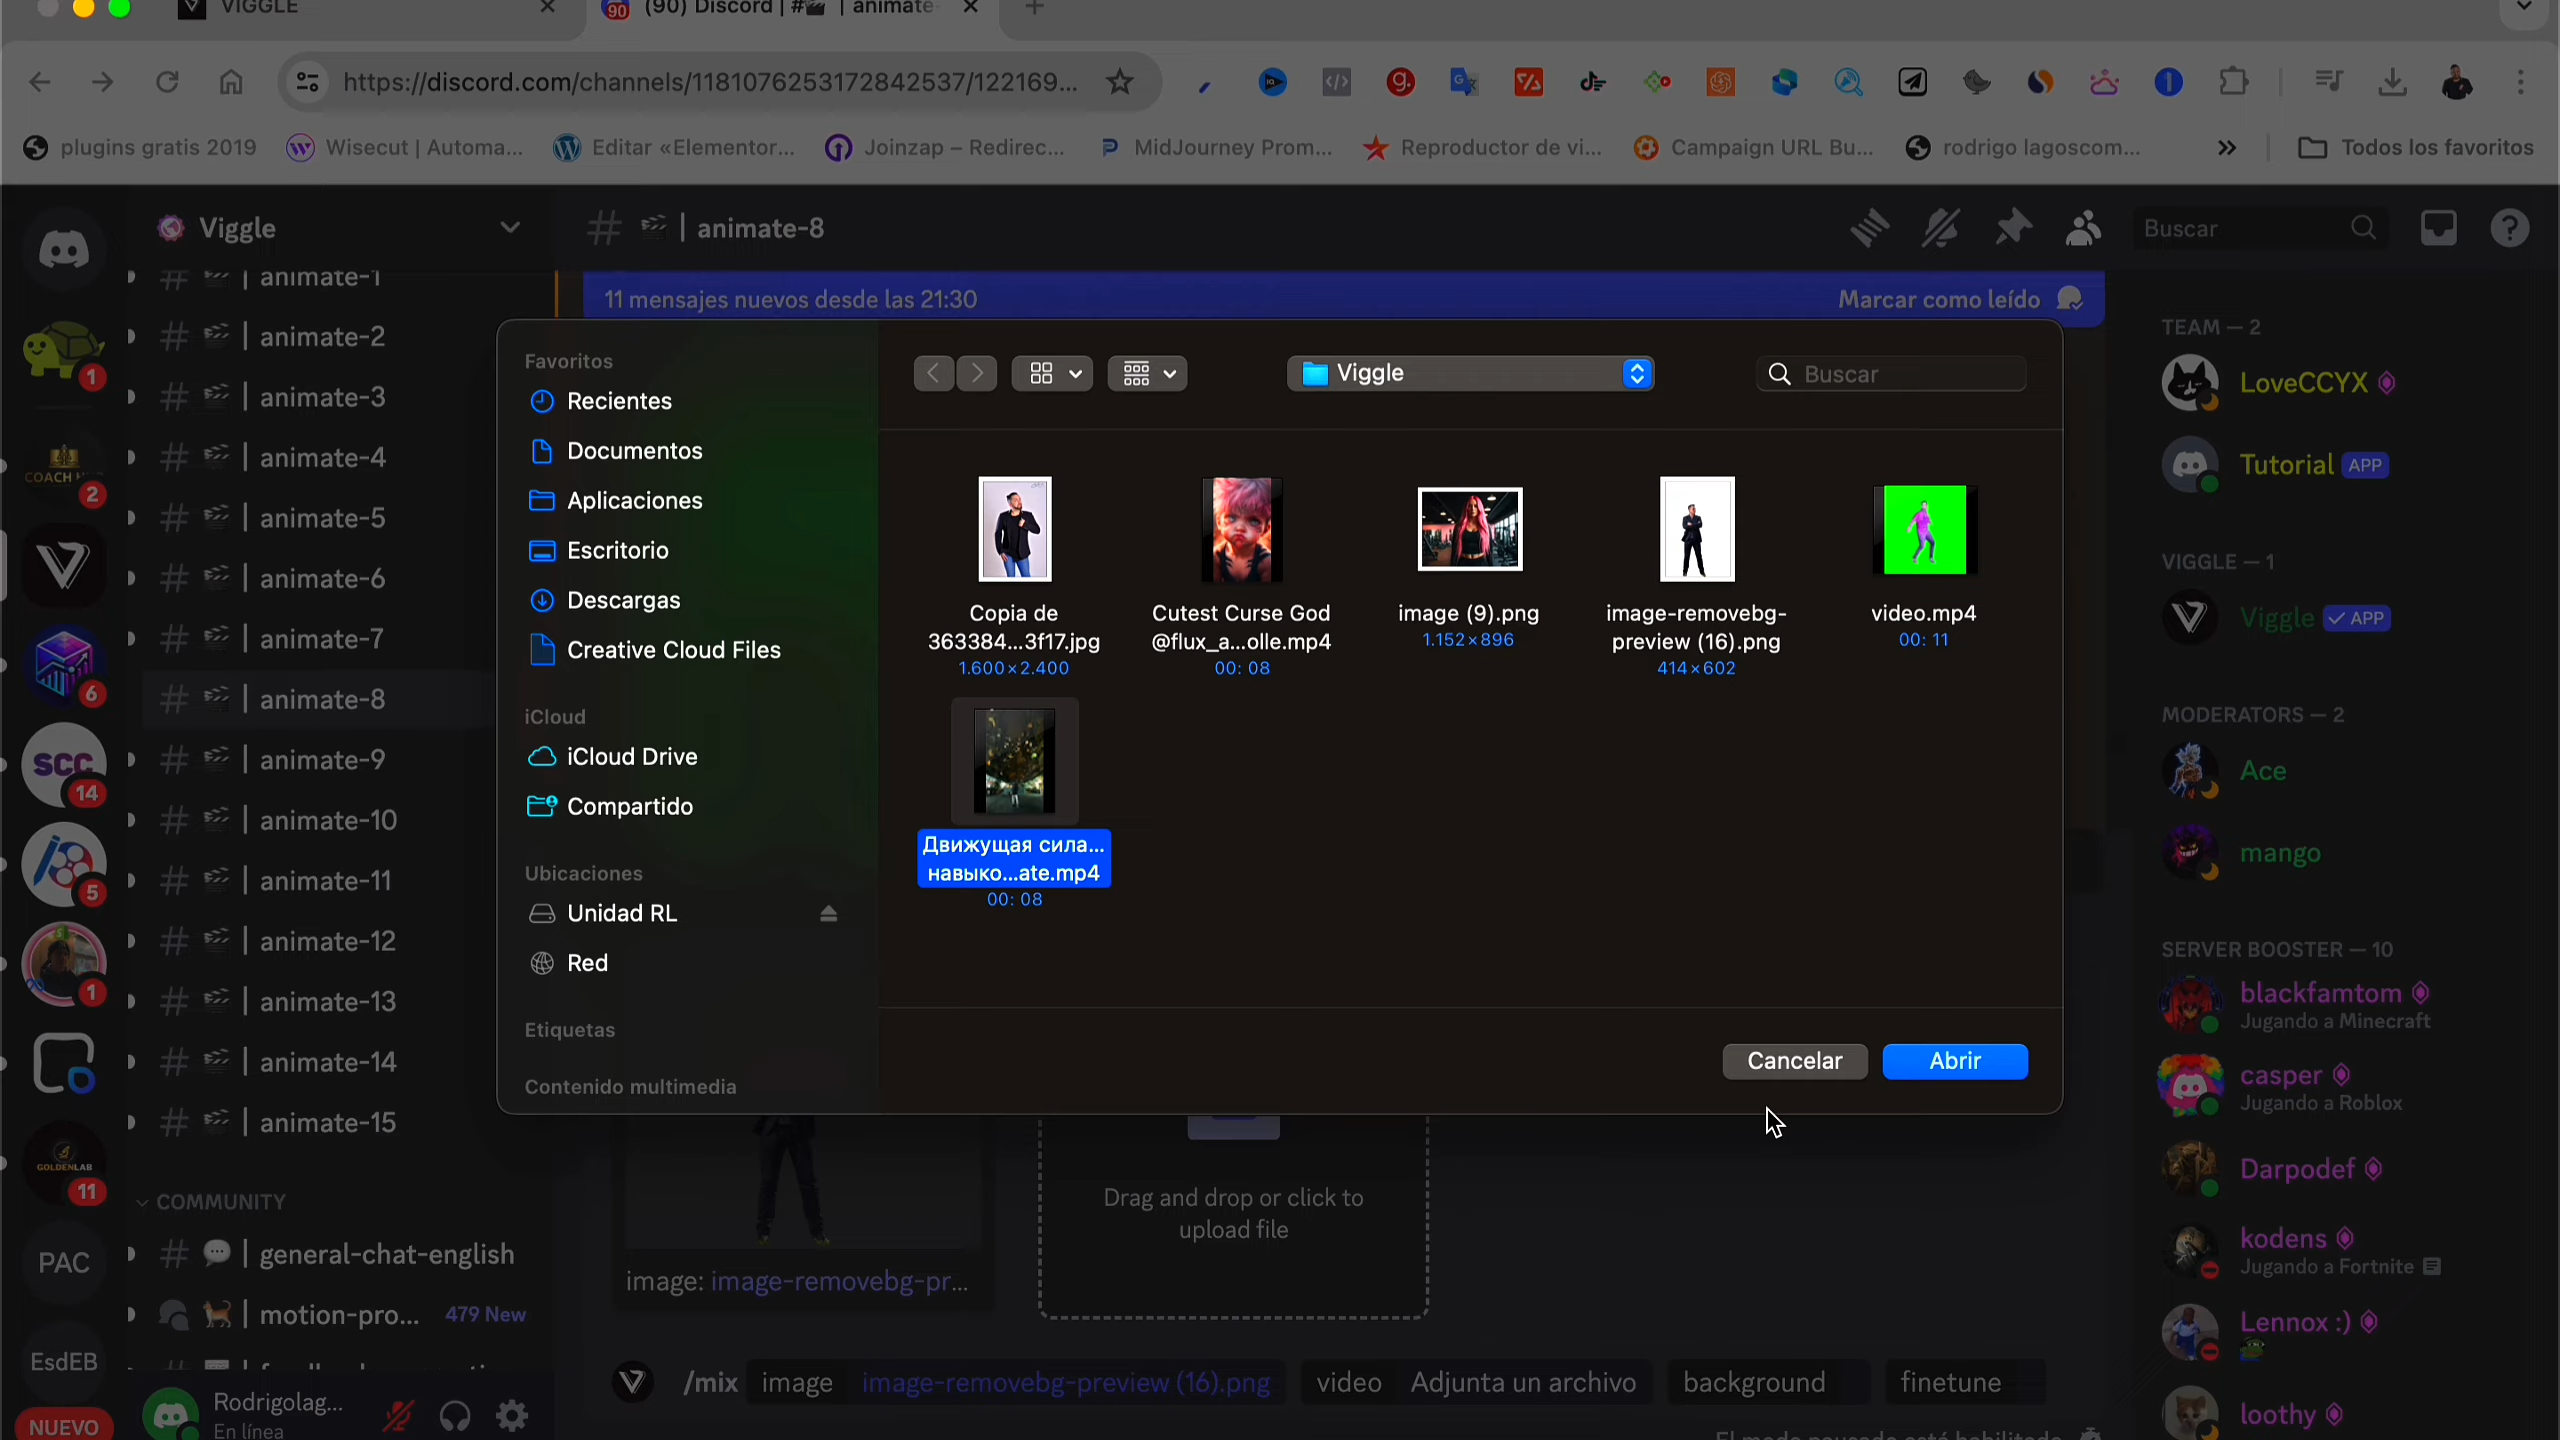 VIGGLE
(90) Discord | # | animate-
https://discord.com/channels/1181076253172842537/122169...
plugins gratis 2019
Wisecut | Automa...
Editar «Elementor...
Joinzap – Redirec...
MidJourney Prom...
Reproductor de vi...
Campaign URL Bu...
rodrigo lagoscom...
Todos los favoritos
Viggle
# | animate-8
Buscar
# | animate-1
# | animate-2
# | animate-3
# | animate-4
# | animate-5
# | animate-6
# | animate-7
# | animate-8
# | animate-9
# | animate-10
# | animate-11
# | animate-12
# | animate-13
# | animate-14
# | animate-15
COMMUNITY
# | general-chat-english
| motion-pro... 479 New
1
COACH
2
6
SCC
14
5
1
GOLDENLAB
11
PAC
EsdEB
NUEVO
Rodrigolag...
En línea
11 mensajes nuevos desde las 21:30
Marcar como leído
Favoritos
Recientes
Documentos
Aplicaciones
Escritorio
Descargas
Creative Cloud Files
iCloud
iCloud Drive
Compartido
Ubicaciones
Unidad RL
Red
Etiquetas
Contenido multimedia
Viggle
Buscar
Copia de
363384...3f17.jpg
1.600×2.400
Cutest Curse God
@flux_a...olle.mp4
00: 08
image (9).png
1.152×896
image-removebg-
preview (16).png
414×602
video.mp4
00: 11
Движущая сила...
навыко...ate.mp4
00: 08
Cancelar
Abrir
Drag and drop or click to
upload file
image: image-removebg-pr...
/mix image image-removebg-preview (16).png video Adjunta un archivo background finetune
TEAM — 2
LoveCCYX
Tutorial APP
VIGGLE — 1
Viggle ✓ APP
MODERATORS — 2
Ace
mango
SERVER BOOSTER — 10
blackfamtom
Jugando a Minecraft
casper
Jugando a Roblox
Darpodef
kodens
Jugando a Fortnite
Lennox :)
loothy